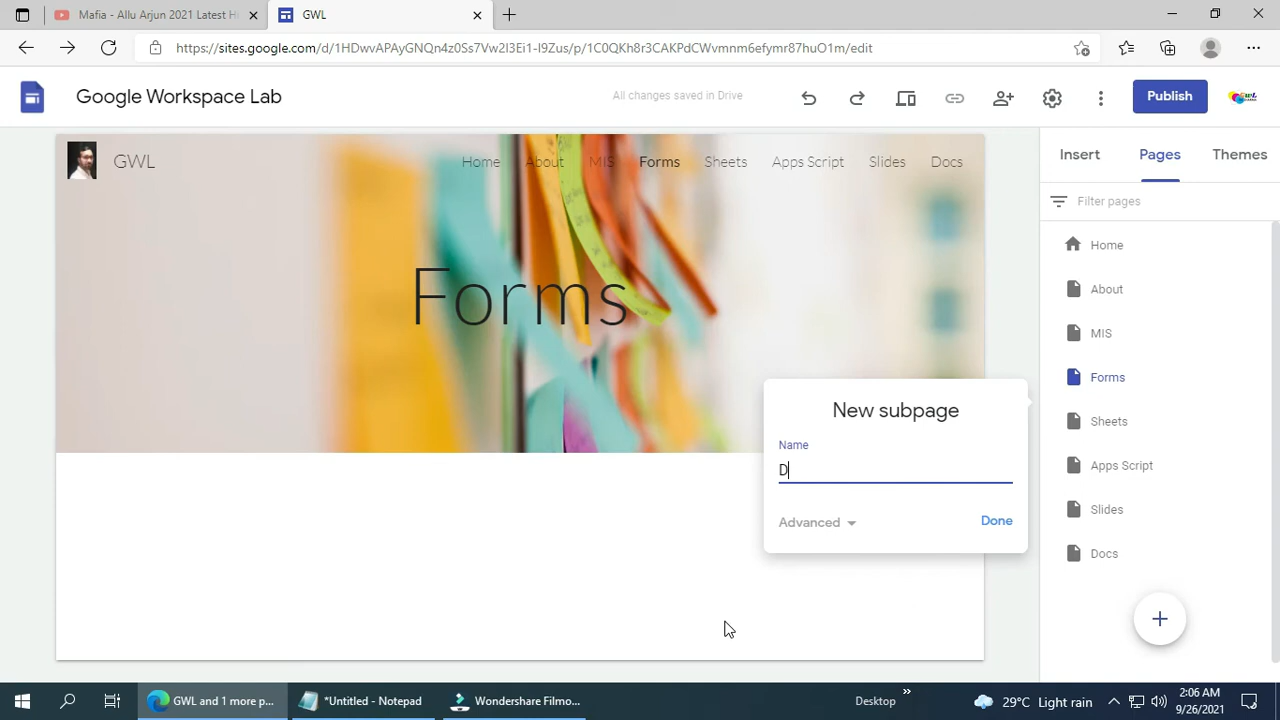 Mafia - Allu Arjun 2021 Latest H
GWL
https://sites.google.com/d/1HDwvAPAyGNQn4z0Ss7Vw2I3Ei1-I9Zus/p/1C0QKh8r3CAKPdCWvmnm6efymr87huO1m/edit
Google Workspace Lab
All changes saved in Drive
Publish
GWL
Home About MIS Forms Sheets Apps Script Slides Docs
Forms
Insert Pages Themes
Filter pages
Home
About
MIS
Forms
Sheets
Apps Script
Slides
Docs
New subpage
Name
D
Advanced
Done
GWL and 1 more p...
*Untitled - Notepad
Wondershare Filmo...
Desktop
29°C Light rain
2:06 AM
9/26/2021